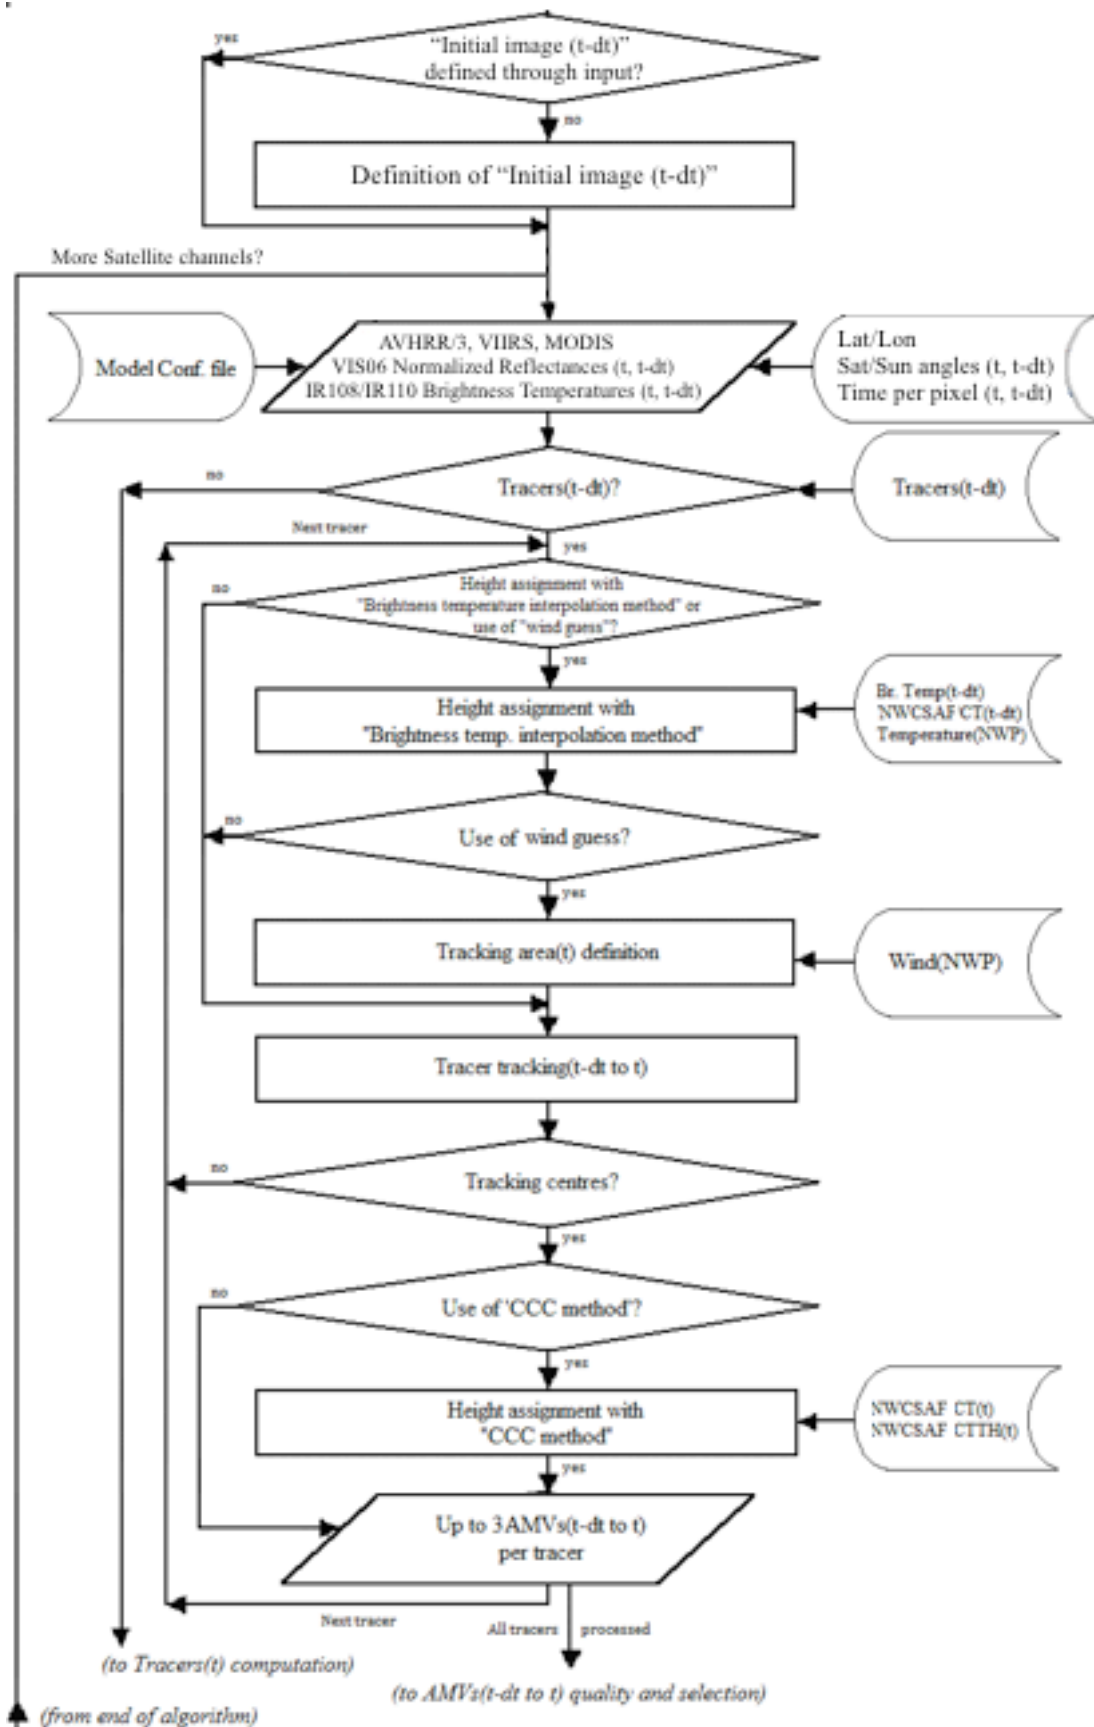 yes
"Initial image (t-dt)"
defined through input?
no
Definition of "Initial image (t-dt)"
More Satellite channels?
Model Conf. file
AVHRR/3, VIIRS, MODIS
VIS06 Normalized Reflectances (t, t-dt)
IR108/IR110 Brightness Temperatures (t, t-dt)
Lat/Lon
Sat/Sun angles (t, t-dt)
Time per pixel (t, t-dt)
no
Tracers(t-dt)?
Tracers(t-dt)
Next tracer
yes
no
Height assignment with
"Brightness temperature interpolation method" or
use of "wind guess"?
yes
Height assignment with
"Brightness temp. interpolation method"
Br. Temp(t-dt)
NWCSAF CT(t-dt)
Temperature(NWP)
no
Use of wind guess?
yes
Tracking area(t) definition
Wind(NWP)
Tracer tracking(t-dt to t)
no
Tracking centres?
yes
no
Use of 'CCC method'?
yes
Height assignment with
"CCC method"
NWCSAF CT(t)
NWCSAF CTTH(t)
yes
Up to 3AMVs(t-dt to t)
per tracer
Next tracer
All tracers processed
(to Tracers(t) computation)
(to AMVs(t-dt to t) quality and selection)
(from end of algorithm)